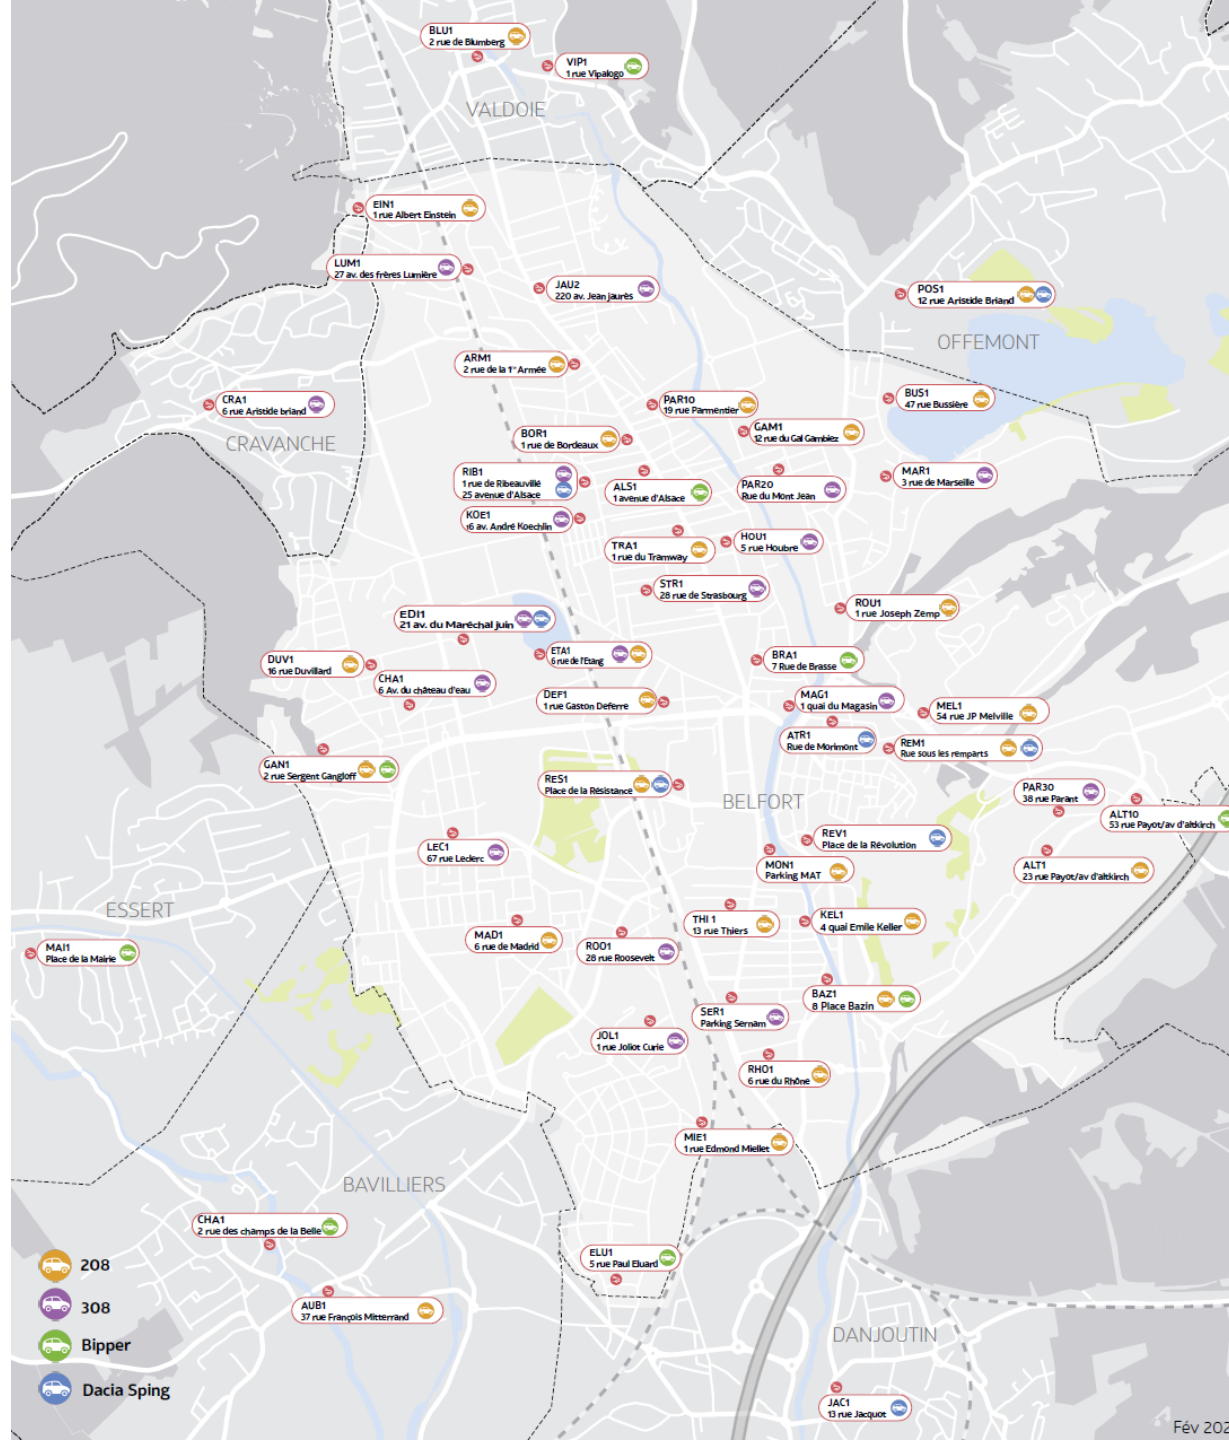 BLU1
2 rue de Blumberg
VIP1
1 rue Vipalogo
VALDOIE
EIN1
1 rue Albert Einstein
LUM1
27 av. des frères Lumière
JAU2
220 av. Jean jaurès
POS1
12 rue Aristide Briand
OFFEMONT
ARM1
2 rue de la 1re Armée
CRA1
6 rue Aristide briand
CRAVANCHE
PAR10
19 rue Parmentier
BUS1
47 rue Bussière
BOR1
1 rue de Bordeaux
GAM1
12 rue du Gal Gambiez
RIB1
1 rue de Ribeauvillé
25 avenue d'Alsace
ALS1
1 avenue d'Alsace
PAR20
Rue du Mont Jean
MAR1
3 rue de Marseille
KOE1
16 av. André Koechlin
TRA1
1 rue du Tramway
HOU1
5 rue Houbre
STR1
28 rue de Strasbourg
ROU1
1 rue Joseph Zemp
EDI1
21 av. du Maréchal juin
ETA1
6 rue de l'Etang
BRA1
7 Rue de Brasse
DUV1
16 rue Duvillard
CHA1
6 Av. du château d'eau
DEF1
1 rue Gaston Deferre
MAG1
1 quai du Magasin
MEL1
54 rue JP Melville
ATR1
Rue de Morimont
REM1
Rue sous les remparts
GAN1
2 rue Sergent Gangloff
RES1
Place de la Résistance
BELFORT
PAR30
38 rue Parant
ALT10
53 rue Payot/av d'altkirch
LEC1
67 rue Leclerc
REV1
Place de la Révolution
MON1
Parking MAT
ALT1
23 rue Payot/av d'altkirch
ESSERT
MAI1
Place de la Mairie
MAD1
6 rue de Madrid
ROO1
28 rue Roosevelt
THI 1
13 rue Thiers
KEL1
4 quai Emile Keller
BAZ1
8 Place Bazin
SER1
Parking Sernam
JOL1
1 rue Joliot Curie
RHO1
6 rue du Rhône
MIE1
1 rue Edmond Miellet
BAVILLIERS
CHA1
2 rue des champs de la Belle
ELU1
5 rue Paul Eluard
AUB1
37 rue François Mitterrand
208
308
Bipper
Dacia Sping
DANJOUTIN
JAC1
13 rue Jacquot
Fév 202